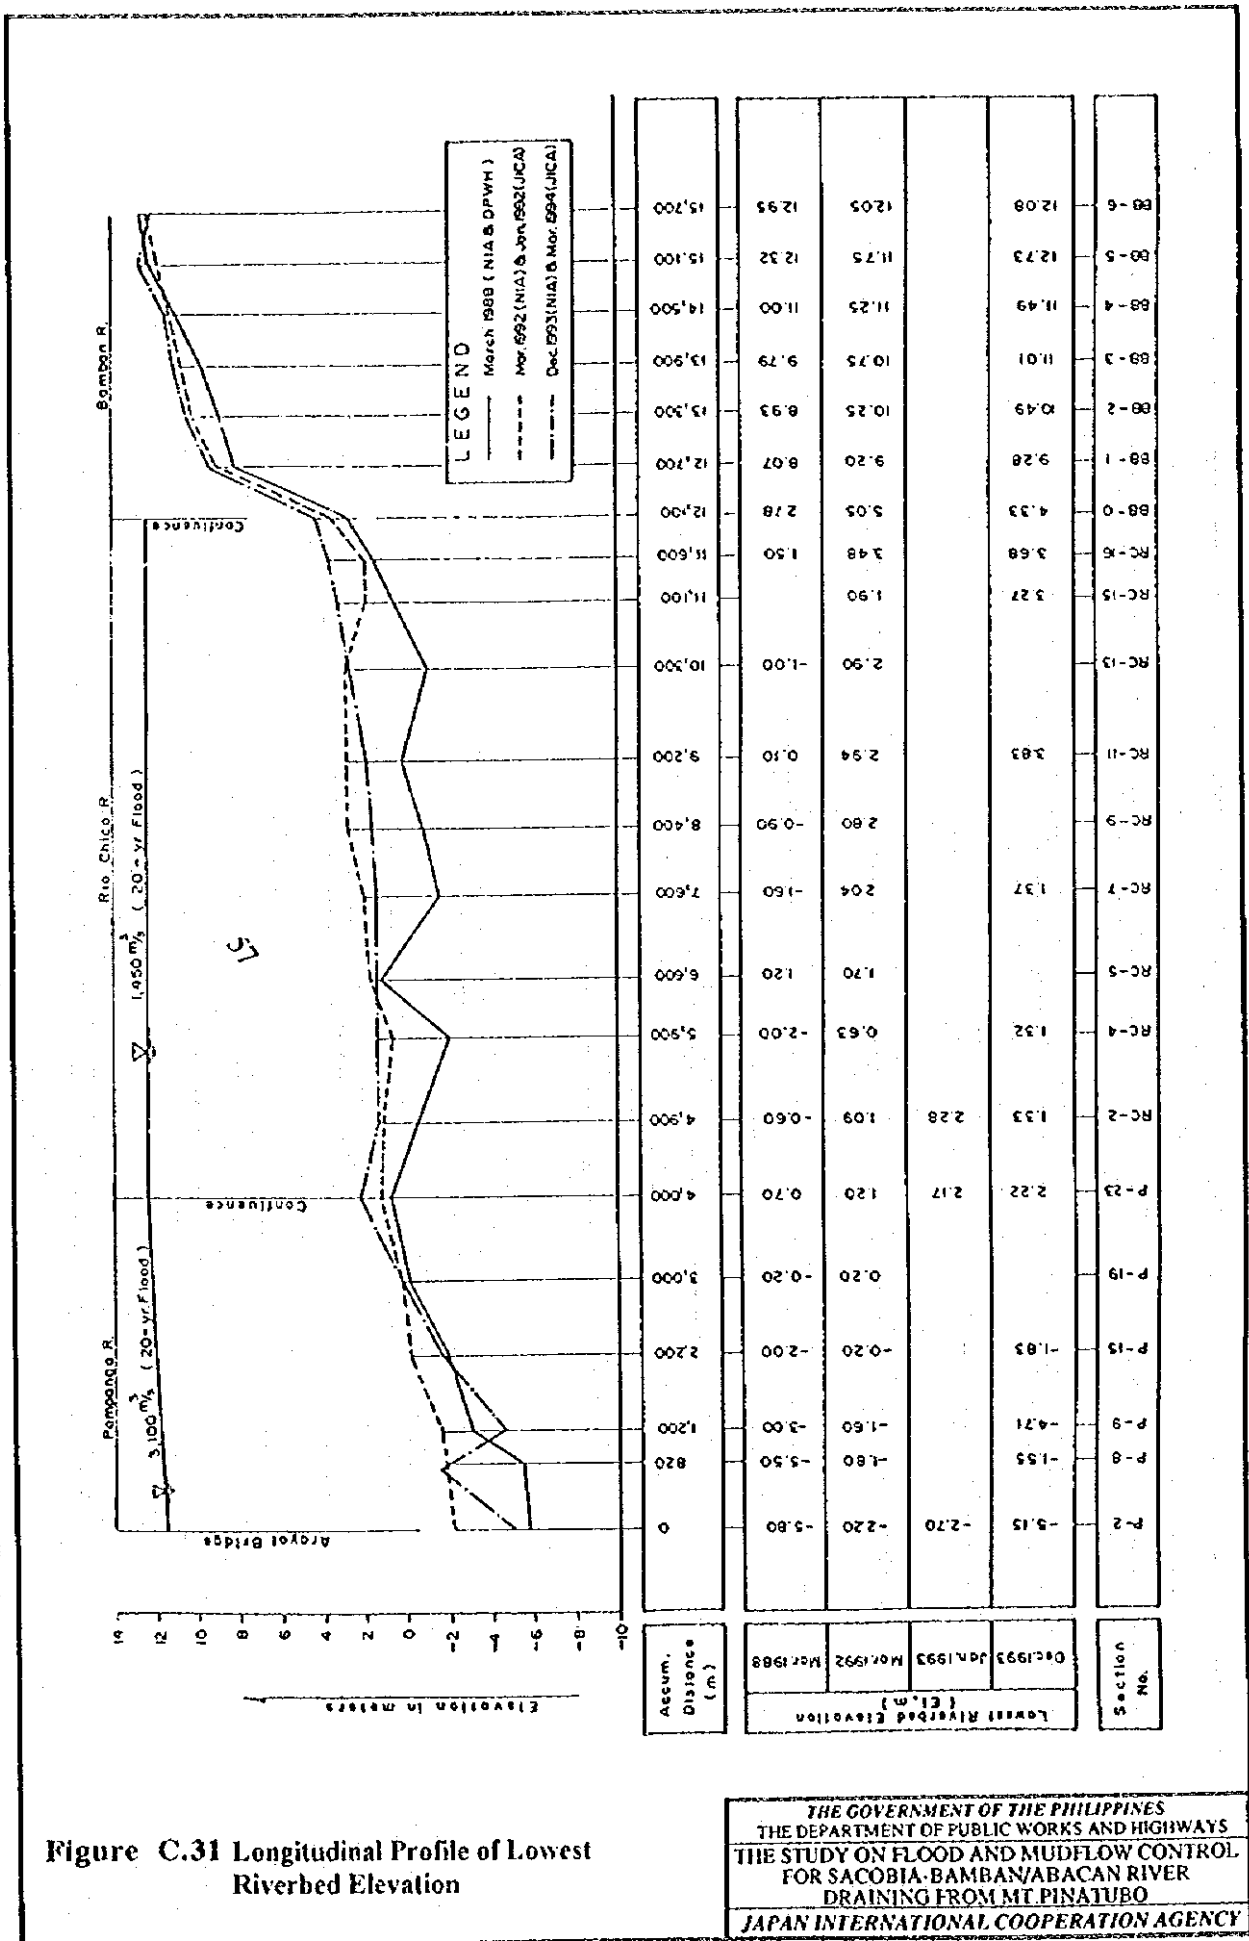 Bamban R.
Rio Chico R.
Pampanga R.
1,950 m³/s (20-yr Flood)
3,100 m³/s (20-yr Flood)
Confluence
Confluence
Arayat Bridge
57
LEGEND
March 1988 (NIA & DPWH)
Mar. 1992 (NIA) & Jan. 1992 (JICA)
Dec. 1993 (NIA) & Mar. 1994 (JICA)
Elevation in meters
14 12 10 8 6 4 2 0 -2 -4 -6 -8 -10
Accum. Distance (m)
0 820 1,200 2,200 3,000 4,000 4,900 5,900 6,600 7,600 8,400 9,200 10,300 11,100 11,600 12,100 12,700 13,300 13,900 14,500 15,100 15,700
Lowest Riverbed Elevation (El. m)
Mar. 1988
-5.80 -5.50 -3.00 -2.00 -0.20 0.70 -0.60 -2.00 1.20 -1.60 -0.90 0.10 -1.00 1.50 2.78 8.07 8.93 9.79 11.00 12.32 12.95
Mar. 1992
-2.20 -1.80 -1.60 -0.20 0.20 1.20 1.09 0.63 1.70 2.04 2.80 2.94 2.90 1.90 3.48 5.05 9.20 10.25 10.75 11.25 11.75 12.05
Jan. 1993
-2.70 2.17 2.28
Dec. 1993
-5.15 -1.55 -4.71 -1.83 2.22 1.33 1.32 1.37 3.83 3.27 3.68 4.33 9.28 10.49 11.01 11.49 12.73 12.08
Section No.
P-2 P-8 P-9 P-15 P-19 P-23 RC-2 RC-4 RC-5 RC-7 RC-9 RC-11 RC-13 RC-15 RC-16 BB-0 BB-1 BB-2 BB-3 BB-4 BB-5 BB-6
Figure C.31 Longitudinal Profile of Lowest
Riverbed Elevation
THE GOVERNMENT OF THE PHILIPPINES
THE DEPARTMENT OF PUBLIC WORKS AND HIGHWAYS
THE STUDY ON FLOOD AND MUDFLOW CONTROL
FOR SACOBIA-BAMBAN/ABACAN RIVER
DRAINING FROM MT.PINATUBO
JAPAN INTERNATIONAL COOPERATION AGENCY